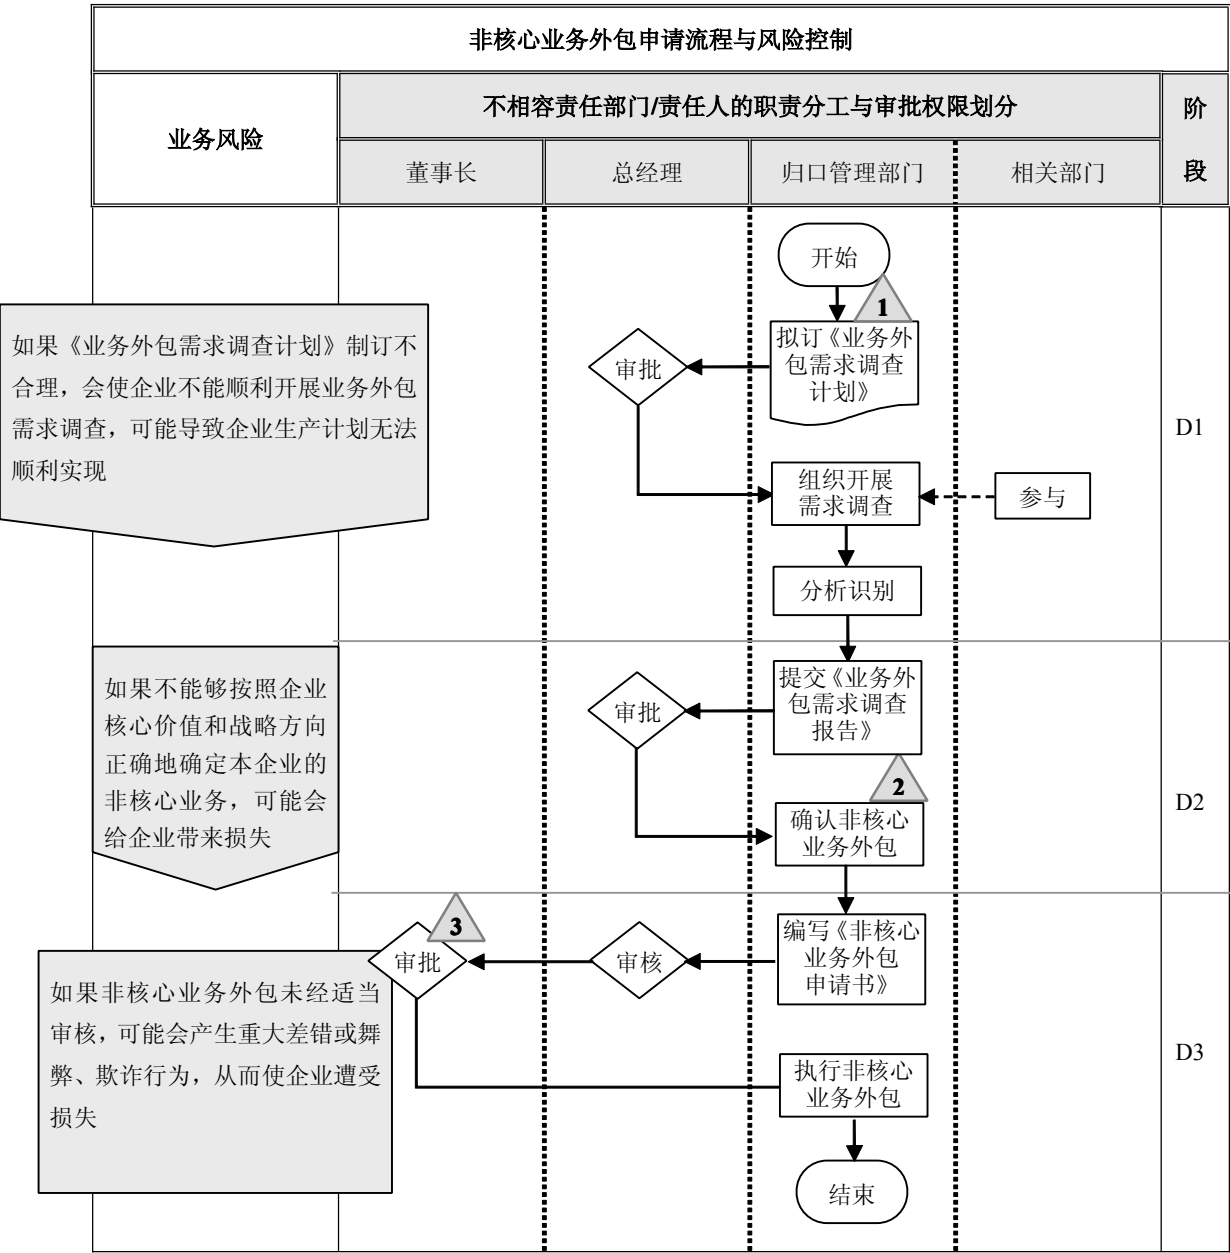 非核心业务外包申请流程与风险控制
业务风险
不相容责任部门/责任人的职责分工与审批权限划分
阶
段
董事长
总经理
归口管理部门
相关部门
开始
1
如果《业务外包需求调查计划》制订不
合理，会使企业不能顺利开展业务外包
需求调查，可能导致企业生产计划无法
顺利实现
审批
拟订《业务外
包需求调查
计划》
D1
组织开展
需求调查
参与
分析识别
如果不能够按照企业
核心价值和战略方向
正确地确定本企业的
非核心业务，可能会
给企业带来损失
审批
提交《业务外
包需求调查
报告》
2
确认非核心
业务外包
D2
3
如果非核心业务外包未经适当
审核，可能会产生重大差错或舞
弊、欺诈行为，从而使企业遭受
损失
审批
审核
编写《非核心
业务外包
申请书》
执行非核心
业务外包
D3
结束